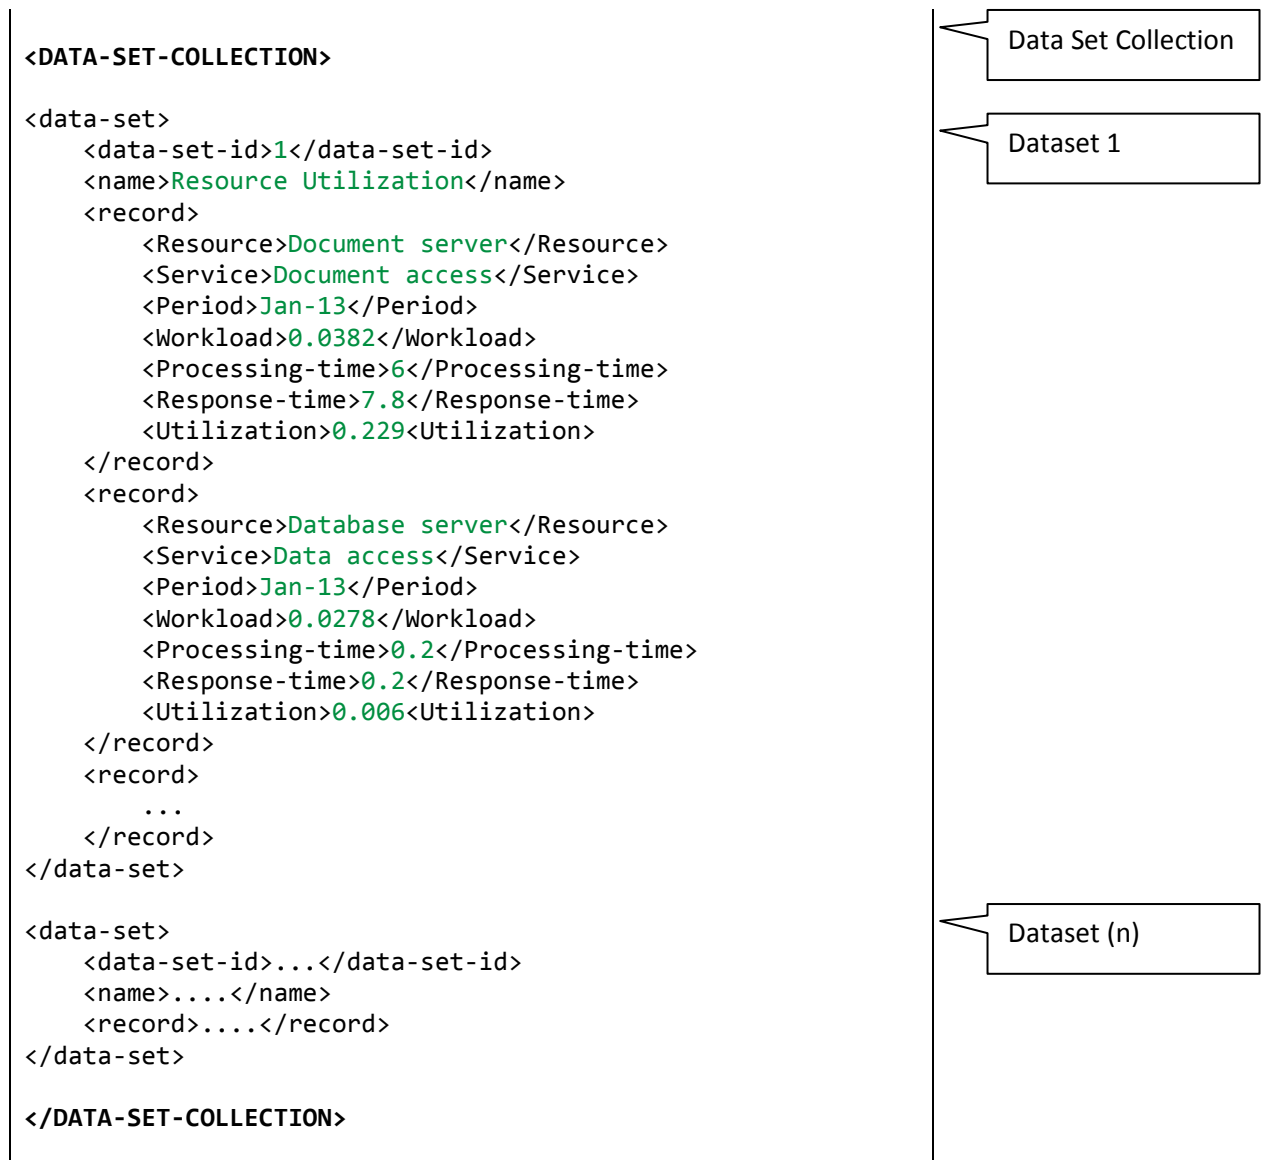 <DATA-SET-COLLECTION>
Data Set Collection
<data-set>
Dataset 1
    <data-set-id>1</data-set-id>
    <name>Resource Utilization</name>
    <record>
        <Resource>Document server</Resource>
        <Service>Document access</Service>
        <Period>Jan-13</Period>
        <Workload>0.0382</Workload>
        <Processing-time>6</Processing-time>
        <Response-time>7.8</Response-time>
        <Utilization>0.229<Utilization>
    </record>
    <record>
        <Resource>Database server</Resource>
        <Service>Data access</Service>
        <Period>Jan-13</Period>
        <Workload>0.0278</Workload>
        <Processing-time>0.2</Processing-time>
        <Response-time>0.2</Response-time>
        <Utilization>0.006<Utilization>
    </record>
    <record>
        ...
    </record>
</data-set>
<data-set>
Dataset (n)
    <data-set-id>...</data-set-id>
    <name>....</name>
    <record>....</record>
</data-set>
</DATA-SET-COLLECTION>